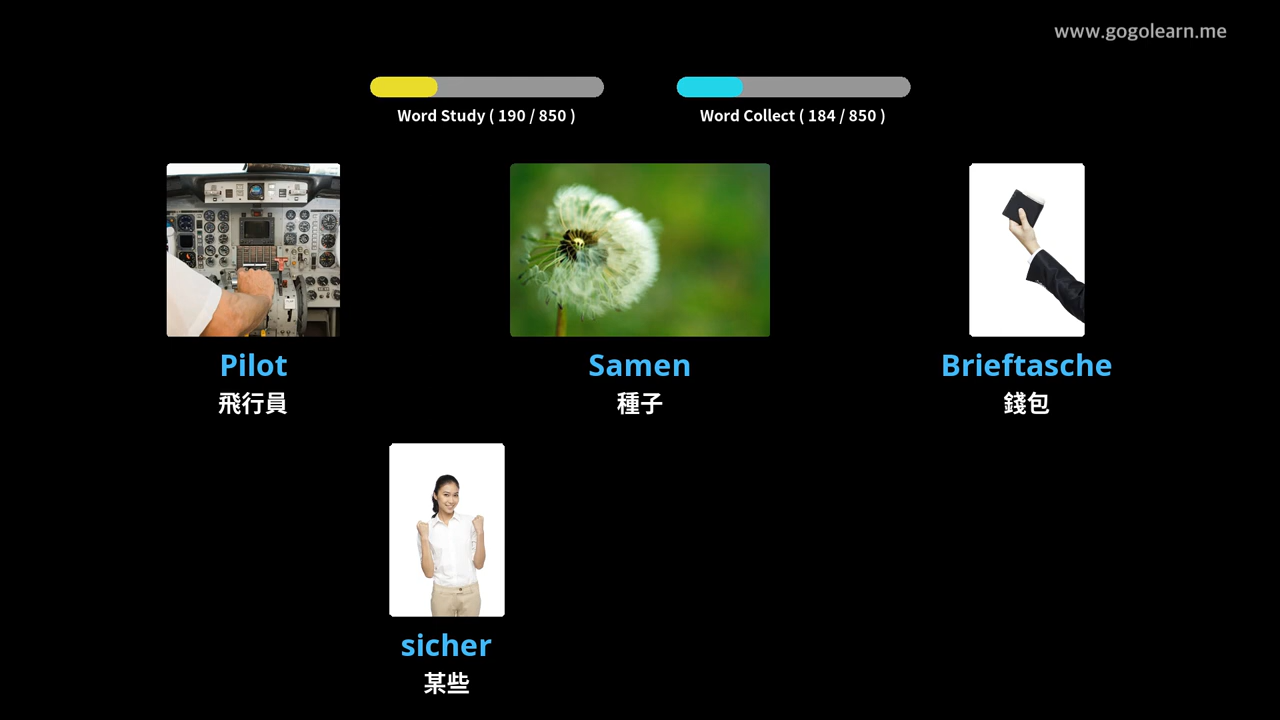 www.gogolearn.me
Word Study ( 190 / 850 )
Word Collect ( 184 / 850 )
Pilot
飛行員
Samen
種子
Brieftasche
錢包
sicher
某些